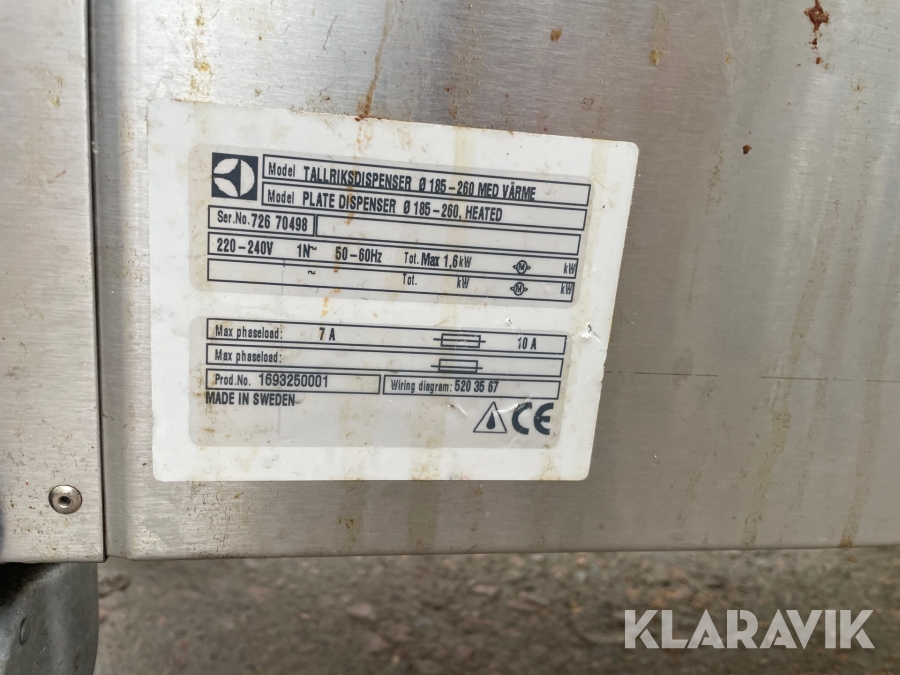 Model TALLRIKSDISPENSER Ø 185-260 MED VÄRME
Model PLATE DISPENSER Ø 185-260, HEATED
Ser.No. 726 70498
220-240V 1N~ 50-60Hz Tot. Max 1,6 kW M kW
~ Tot. kW M kW
Max phaseload: 7 A 10 A
Max phaseload:
Prod.No. 1693250001 Wiring diagram: 520 35 67
MADE IN SWEDEN
CE
KLARAVIK